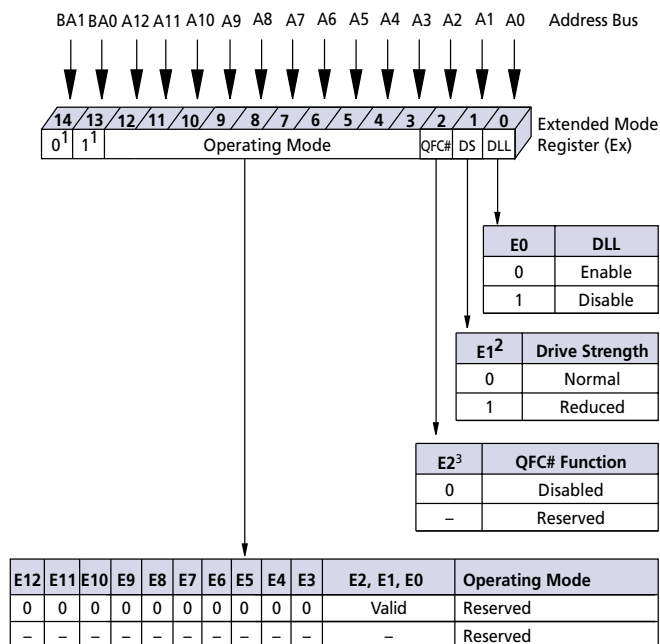 BA1 BA0 A12 A11 A10 A9 A8 A7 A6 A5 A4 A3 A2 A1 A0 Address Bus
14 13 12 11 10 9 8 7 6 5 4 3 2 1 0
Extended Mode
Register (Ex)
0¹ 1¹ Operating Mode QFC# DS DLL
E0 DLL
0 Enable
1 Disable
E1² Drive Strength
0 Normal
1 Reduced
E2³ QFC# Function
0 Disabled
– Reserved
E12 E11 E10 E9 E8 E7 E6 E5 E4 E3 E2, E1, E0 Operating Mode
0 0 0 0 0 0 0 0 0 0 Valid Reserved
– – – – – – – – – – – Reserved